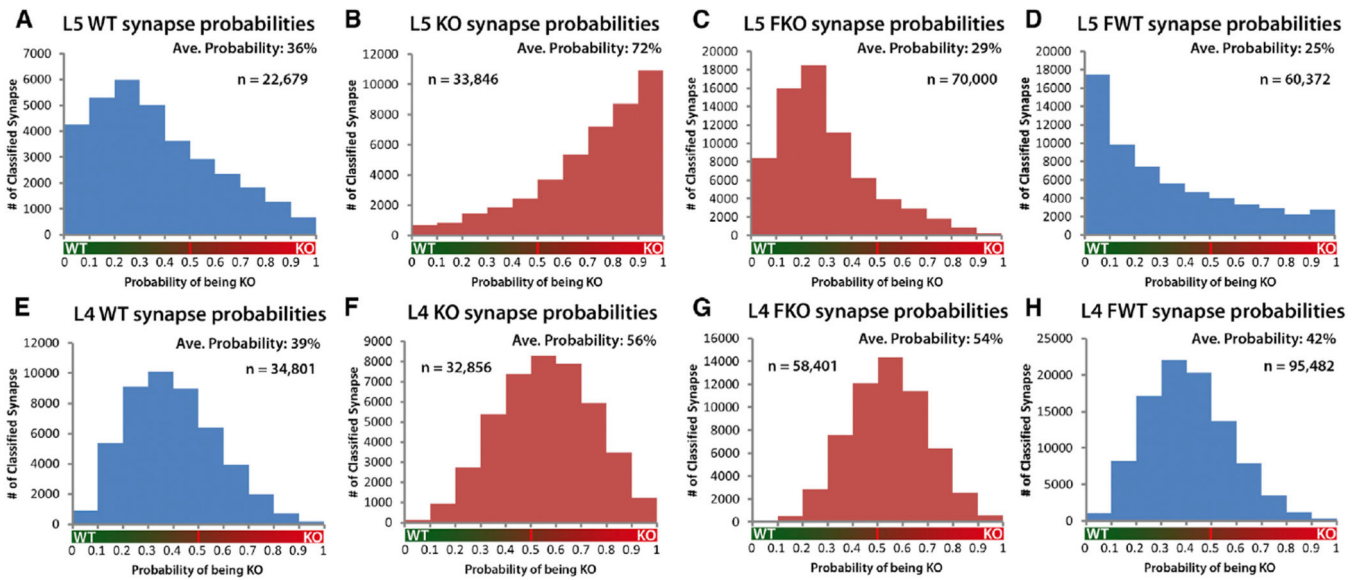 A L5 WT synapse probabilities
Ave. Probability: 36%
n = 22,679
# of Classified Synapse
7000
6000
5000
4000
3000
2000
1000
0
WT KO
0 0.1 0.2 0.3 0.4 0.5 0.6 0.7 0.8 0.9 1
Probability of being KO
B L5 KO synapse probabilities
Ave. Probability: 72%
n = 33,846
# of Classified Synapse
12000
10000
8000
6000
4000
2000
0
WT KO
0 0.1 0.2 0.3 0.4 0.5 0.6 0.7 0.8 0.9 1
Probability of being KO
C L5 FKO synapse probabilities
Ave. Probability: 29%
n = 70,000
# of Classified Synapse
20000
18000
16000
14000
12000
10000
8000
6000
4000
2000
0
WT KO
0 0.1 0.2 0.3 0.4 0.5 0.6 0.7 0.8 0.9 1
Probability of being KO
D L5 FWT synapse probabilities
Ave. Probability: 25%
n = 60,372
# of Classified Synapse
20000
18000
16000
14000
12000
10000
8000
6000
4000
2000
0
WT KO
0 0.1 0.2 0.3 0.4 0.5 0.6 0.7 0.8 0.9 1
Probability of being KO
E L4 WT synapse probabilities
Ave. Probability: 39%
n = 34,801
# of Classified Synapse
12000
10000
8000
6000
4000
2000
0
WT KO
0 0.1 0.2 0.3 0.4 0.5 0.6 0.7 0.8 0.9 1
Probability of being KO
F L4 KO synapse probabilities
Ave. Probability: 56%
n = 32,856
# of Classified Synapse
9000
8000
7000
6000
5000
4000
3000
2000
1000
0
WT KO
0 0.1 0.2 0.3 0.4 0.5 0.6 0.7 0.8 0.9 1
Probability of being KO
G L4 FKO synapse probabilities
Ave. Probability: 54%
n = 58,401
# of Classified Synapse
16000
14000
12000
10000
8000
6000
4000
2000
0
WT KO
0 0.1 0.2 0.3 0.4 0.5 0.6 0.7 0.8 0.9 1
Probability of being KO
H L4 FWT synapse probabilities
Ave. Probability: 42%
n = 95,482
# of Classified Synapse
25000
20000
15000
10000
5000
0
WT KO
0 0.1 0.2 0.3 0.4 0.5 0.6 0.7 0.8 0.9 1
Probability of being KO